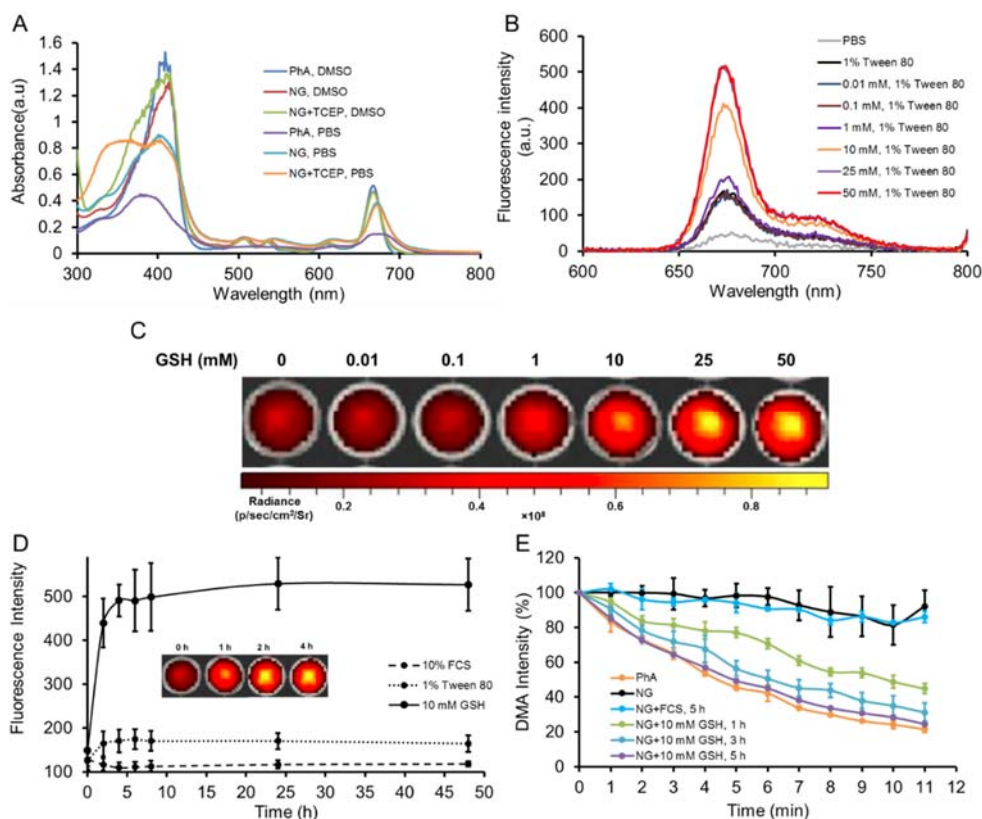 A
Absorbance(a.u)
1.6
1.4
1.2
1
0.8
0.6
0.4
0.2
0
300 400 500 600 700 800
Wavelength (nm)
PhA, DMSO
NG, DMSO
NG+TCEP, DMSO
PhA, PBS
NG, PBS
NG+TCEP, PBS
B
Fluorescence intensity
(a.u.)
600
500
400
300
200
100
0
600 650 700 750 800
Wavelength (nm)
PBS
1% Tween 80
0.01 mM, 1% Tween 80
0.1 mM, 1% Tween 80
1 mM, 1% Tween 80
10 mM, 1% Tween 80
25 mM, 1% Tween 80
50 mM, 1% Tween 80
C
GSH (mM) 0 0.01 0.1 1 10 25 50
Radiance
(p/sec/cm²/Sr)
0.2 0.4 0.6 0.8
×10⁸
D
Fluorescence Intensity
500
400
300
200
100
0 5 10 15 20 25 30 35 40 45 50
Time (h)
0 h 1 h 2 h 4 h
10% FCS
1% Tween 80
10 mM GSH
E
DMA Intensity (%)
120
100
80
60
40
20
0
0 1 2 3 4 5 6 7 8 9 10 11 12
Time (min)
PhA
NG
NG+FCS, 5 h
NG+10 mM GSH, 1 h
NG+10 mM GSH, 3 h
NG+10 mM GSH, 5 h